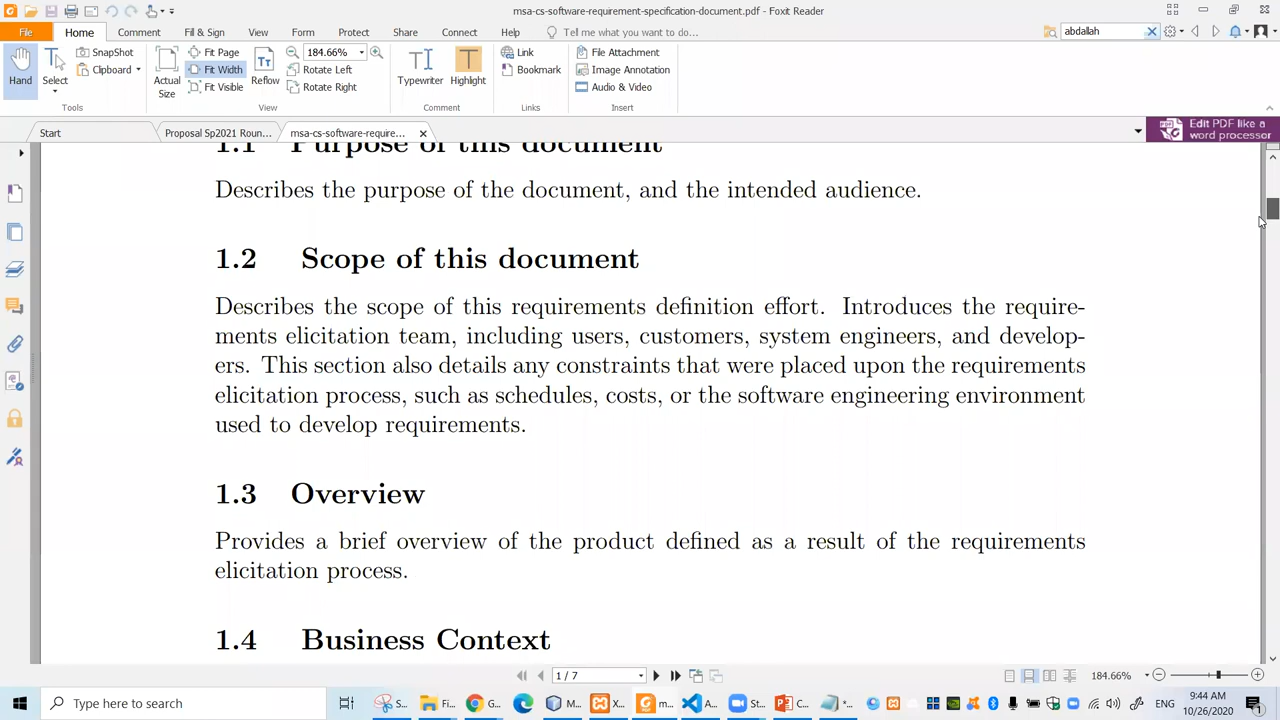 msa-cs-software-requirement-specification-document.pdf - Foxit Reader
File Home Comment Fill & Sign View Form Protect Share Connect Help Tell me what you want to do... abdallah
Hand
Select
SnapShot
Clipboard
Tools
Actual Size
Fit Page
Fit Width
Fit Visible
Reflow
184.66%
Rotate Left
Rotate Right
View
Typewriter
Highlight
Comment
Link
Bookmark
Links
File Attachment
Image Annotation
Audio & Video
Insert
Start
Proposal Sp2021 Roun...
msa-cs-software-require...
Edit PDF like a
word processor
1.1 Purpose of this document
Describes the purpose of the document, and the intended audience.
1.2 Scope of this document
Describes the scope of this requirements definition effort. Introduces the require-
ments elicitation team, including users, customers, system engineers, and develop-
ers. This section also details any constraints that were placed upon the requirements
elicitation process, such as schedules, costs, or the software engineering environment
used to develop requirements.
1.3 Overview
Provides a brief overview of the product defined as a result of the requirements
elicitation process.
1.4 Business Context
1 / 7
184.66%
Type here to search
S...
Fi...
G...
M...
X...
m...
A...
St...
C...
*...
ENG
9:44 AM
10/26/2020